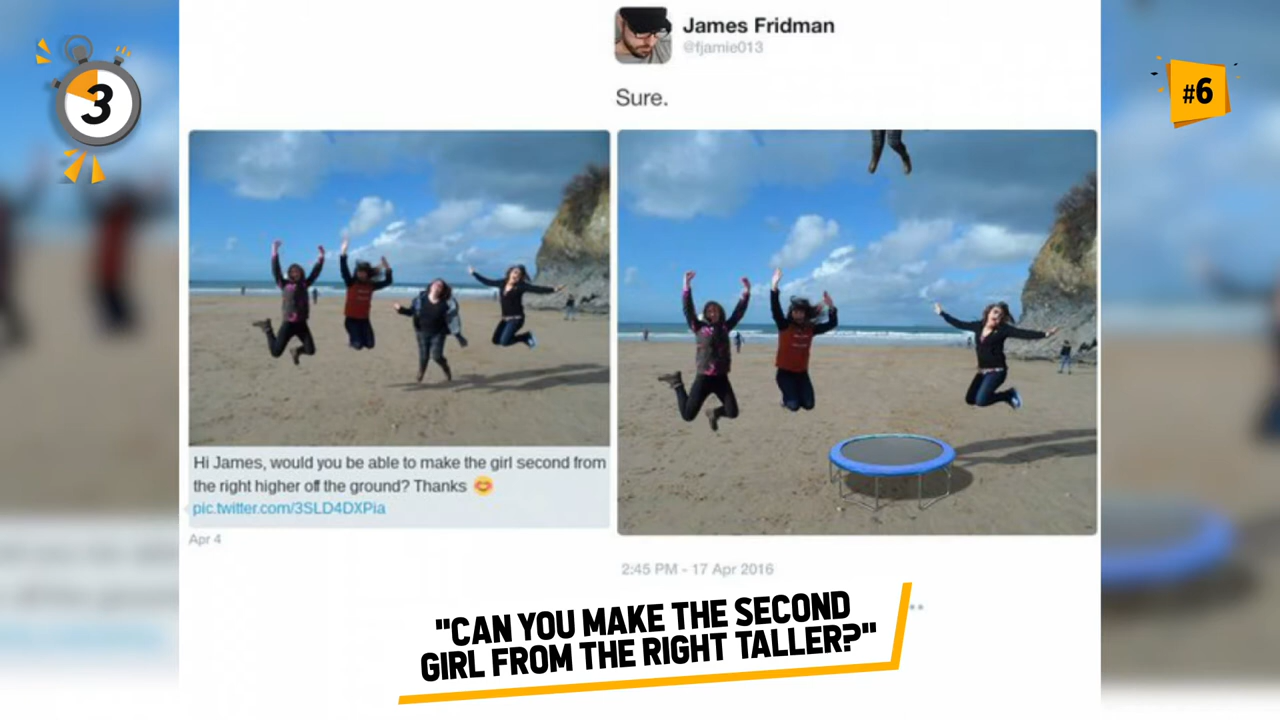 3
James Fridman
@fjamie013
#6
Sure.
Hi James, would you be able to make the girl second from
the right higher off the ground? Thanks 😊
pic.twitter.com/3SLD4DXPia
Apr 4
2:45 PM - 17 Apr 2016
"CAN YOU MAKE THE SECOND
GIRL FROM THE RIGHT TALLER?"